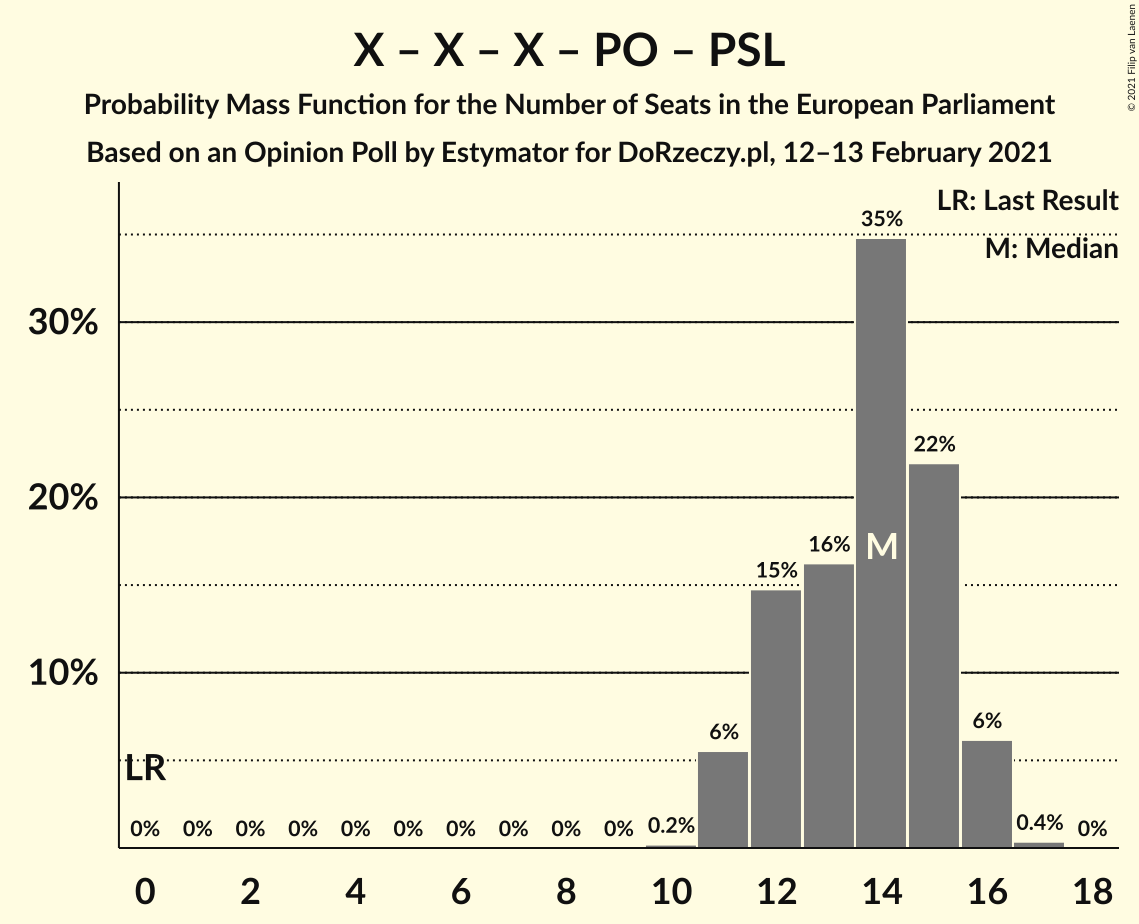 X – X – X – PO – PSL
Probability Mass Function for the Number of Seats in the European Parliament
Based on an Opinion Poll by Estymator for DoRzeczy.pl, 12–13 February 2021
© 2021 Filip van Laenen
LR: Last Result
M: Median
30%
20%
10%
LR
M
0% 0% 0% 0% 0% 0% 0% 0% 0% 0% 0.2% 6% 15% 16% 35% 22% 6% 0.4% 0%
0 2 4 6 8 10 12 14 16 18